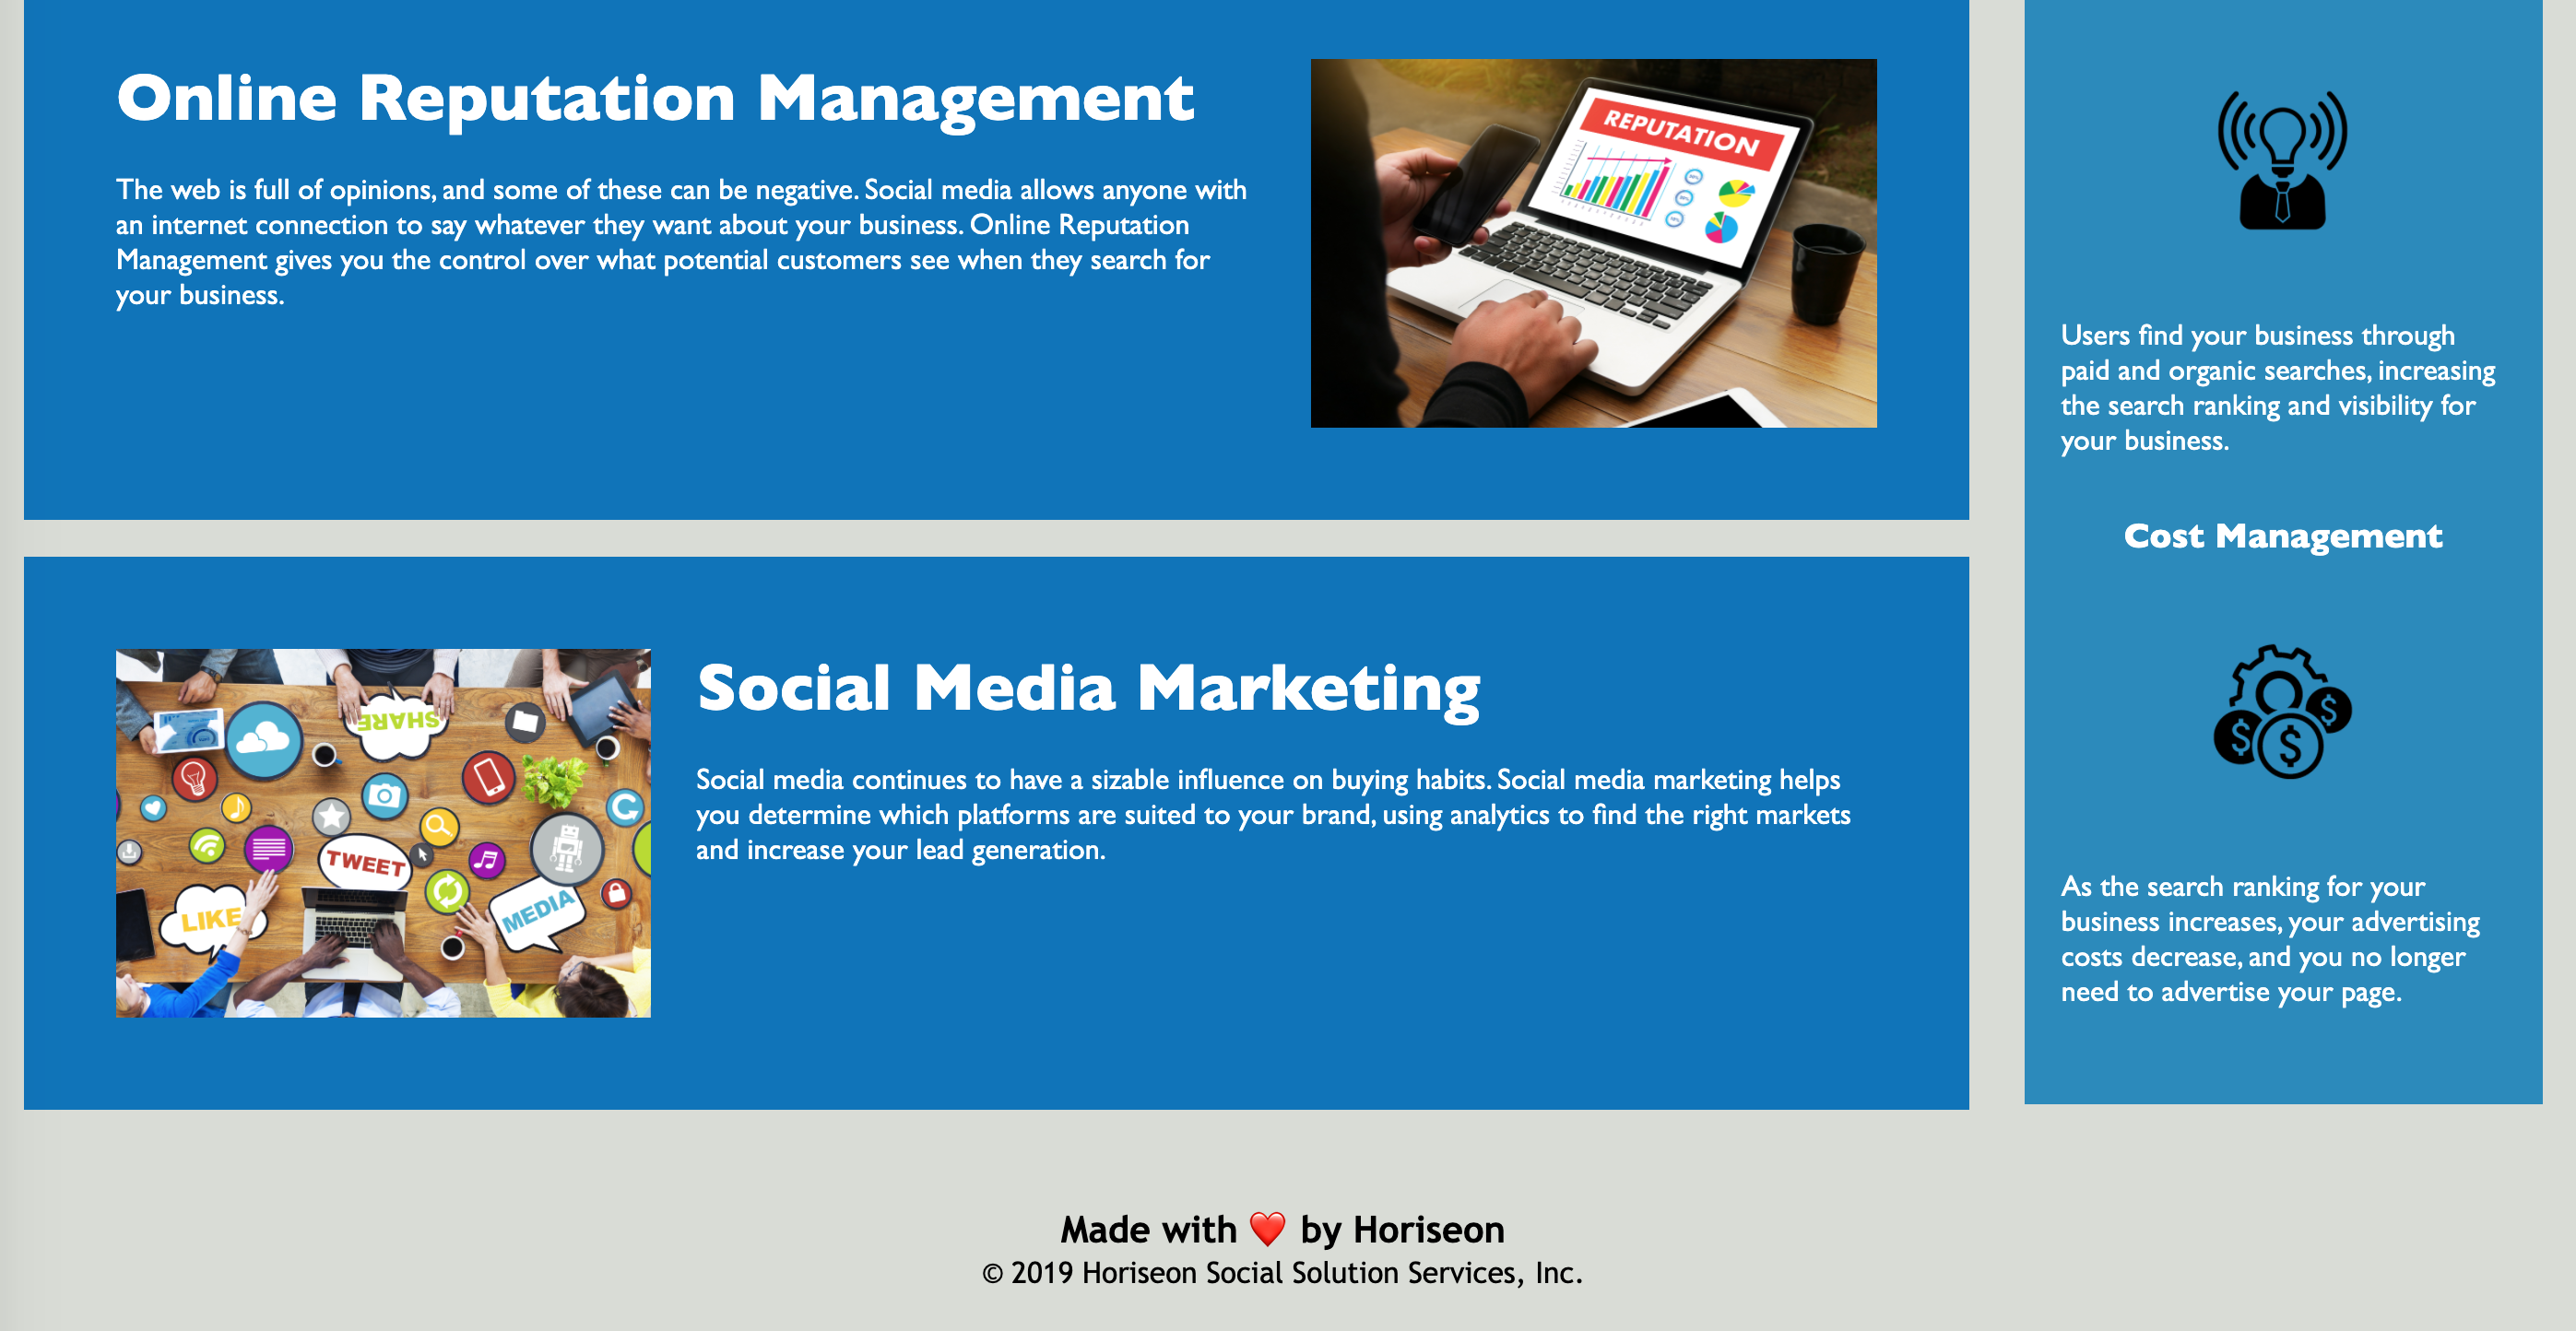 Online Reputation Management
The web is full of opinions, and some of these can be negative. Social media allows anyone with
an internet connection to say whatever they want about your business. Online Reputation
Management gives you the control over what potential customers see when they search for
your business.
REPUTATION
Social Media Marketing
Social media continues to have a sizable influence on buying habits. Social media marketing helps
you determine which platforms are suited to your brand, using analytics to find the right markets
and increase your lead generation.
SHARE
TWEET
LIKE
MEDIA
Users find your business through
paid and organic searches, increasing
the search ranking and visibility for
your business.
Cost Management
$ $ $
As the search ranking for your
business increases, your advertising
costs decrease, and you no longer
need to advertise your page.
Made with ❤️ by Horiseon
© 2019 Horiseon Social Solution Services, Inc.